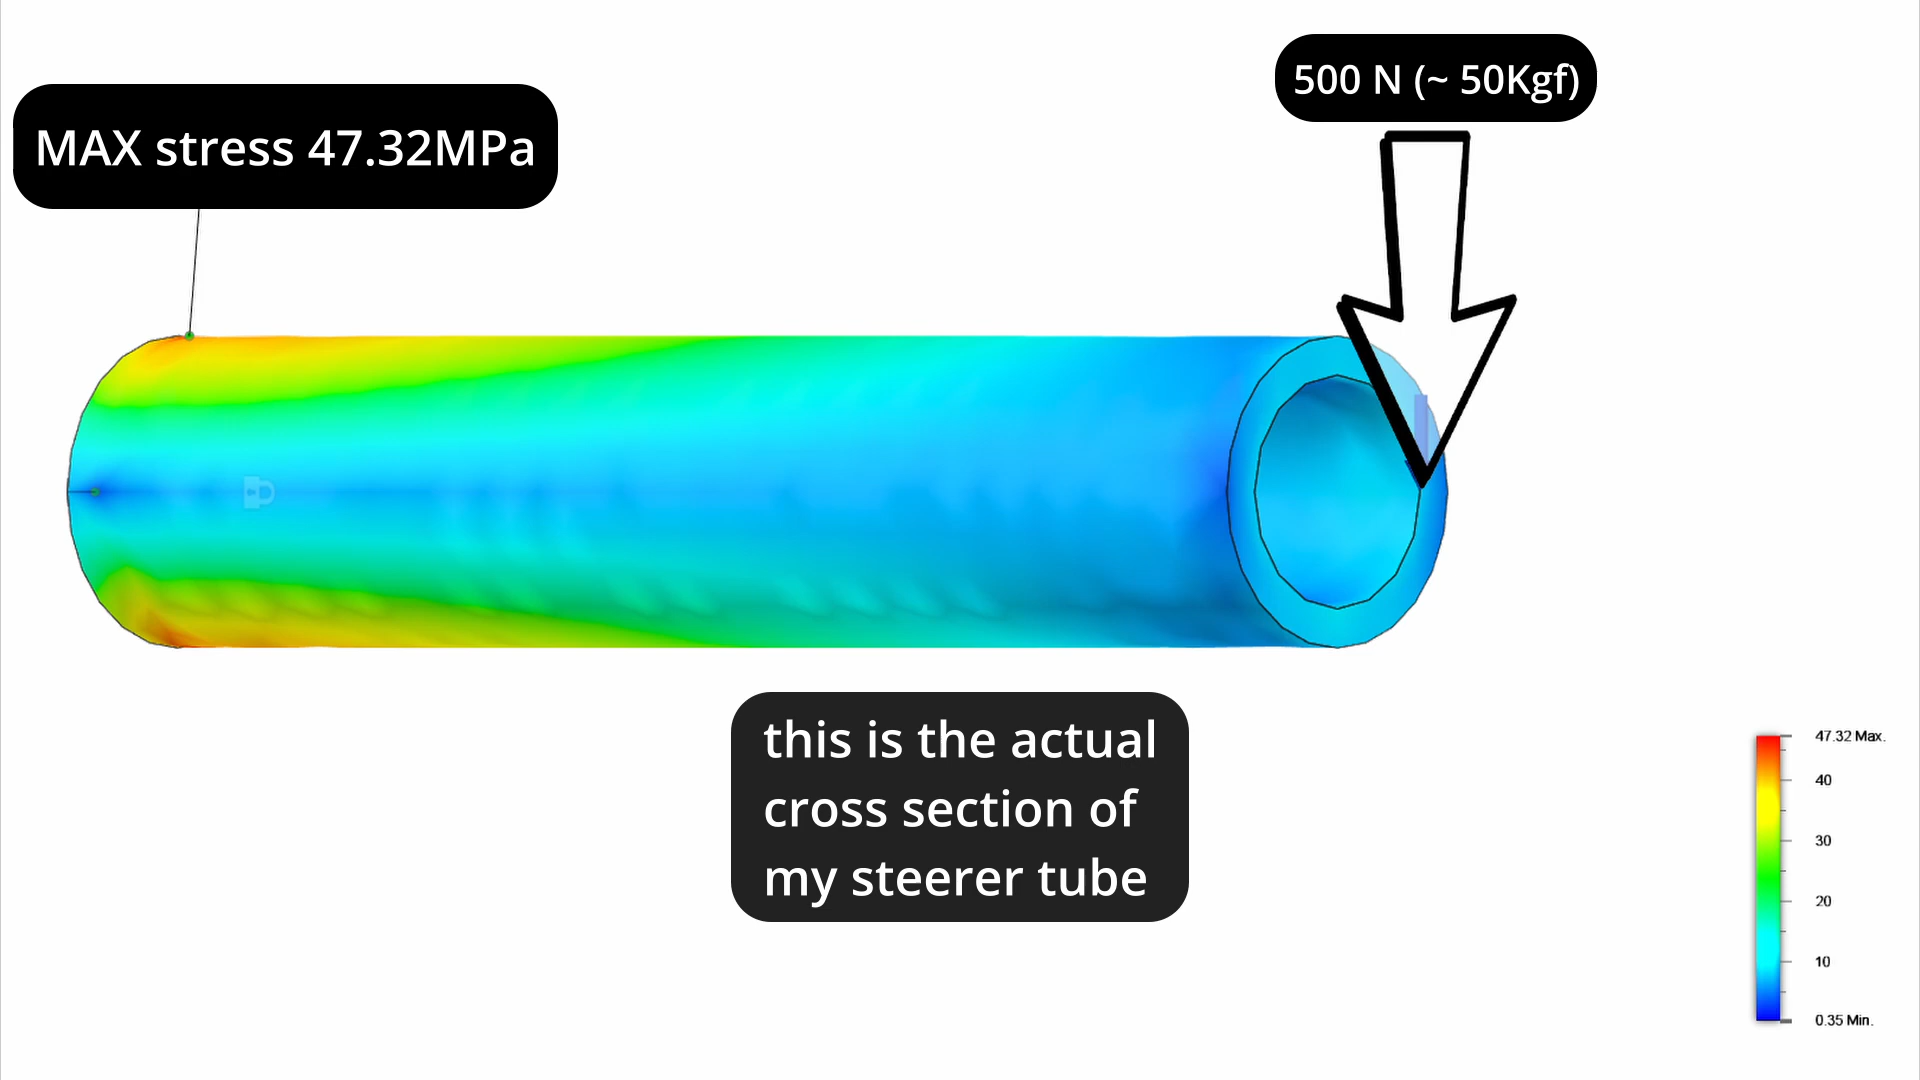 500 N (~ 50Kgf)
MAX stress 47.32MPa
this is the actual
cross section of
my steerer tube
47.32 Max.
40
30
20
10
0.35 Min.